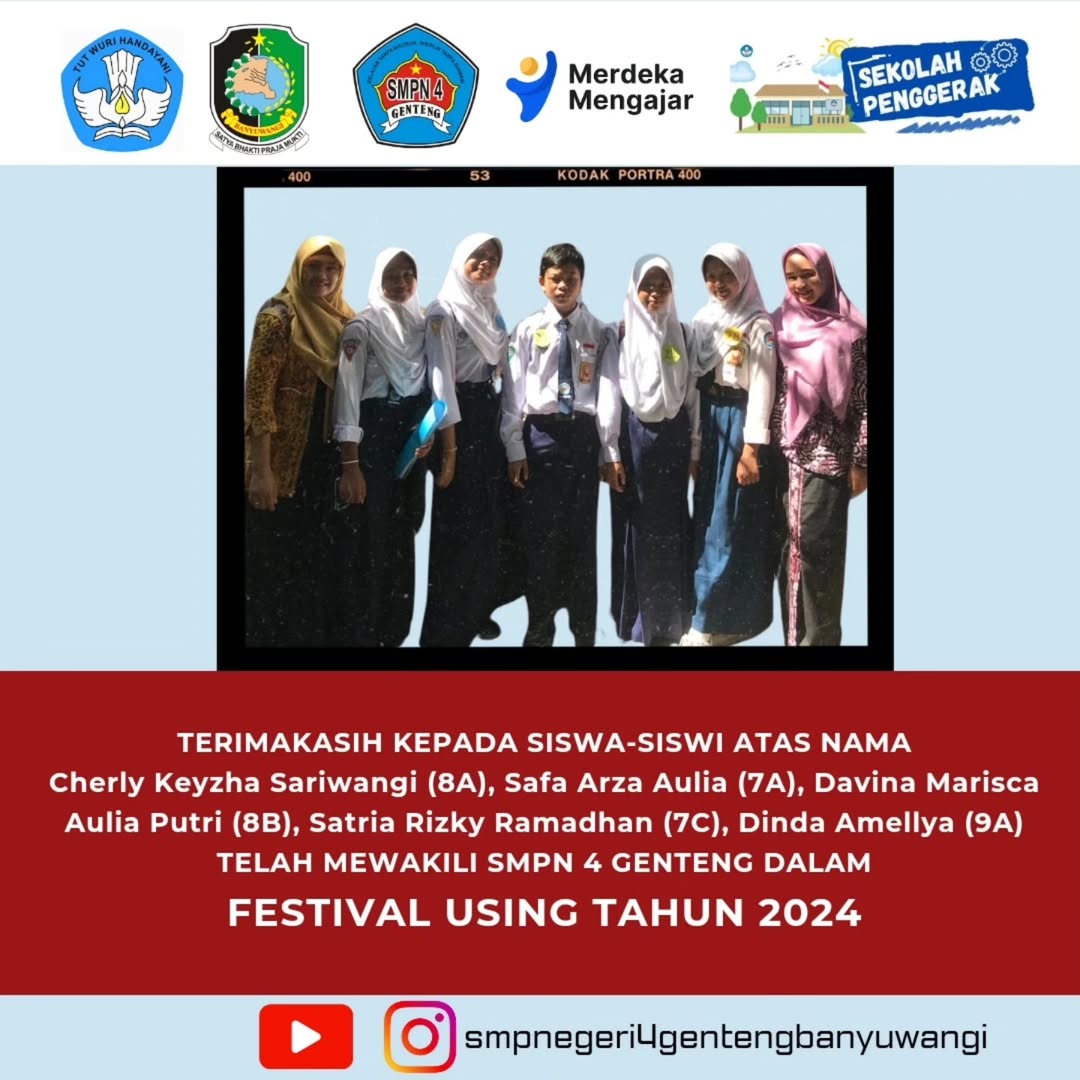 TUT WURI HANDAYANI
BANYUWANGI
SATYA BHAKTI PRAJA MUKTI
SMPN 4
GENTENG
Merdeka
Mengajar
SEKOLAH
PENGGERAK
400 53 KODAK PORTRA 400
TERIMAKASIH KEPADA SISWA-SISWI ATAS NAMA
Cherly Keyzha Sariwangi (8A), Safa Arza Aulia (7A), Davina Marisca
Aulia Putri (8B), Satria Rizky Ramadhan (7C), Dinda Amellya (9A)
TELAH MEWAKILI SMPN 4 GENTENG DALAM
FESTIVAL USING TAHUN 2024
smpnegeri4gentengbanyuwangi